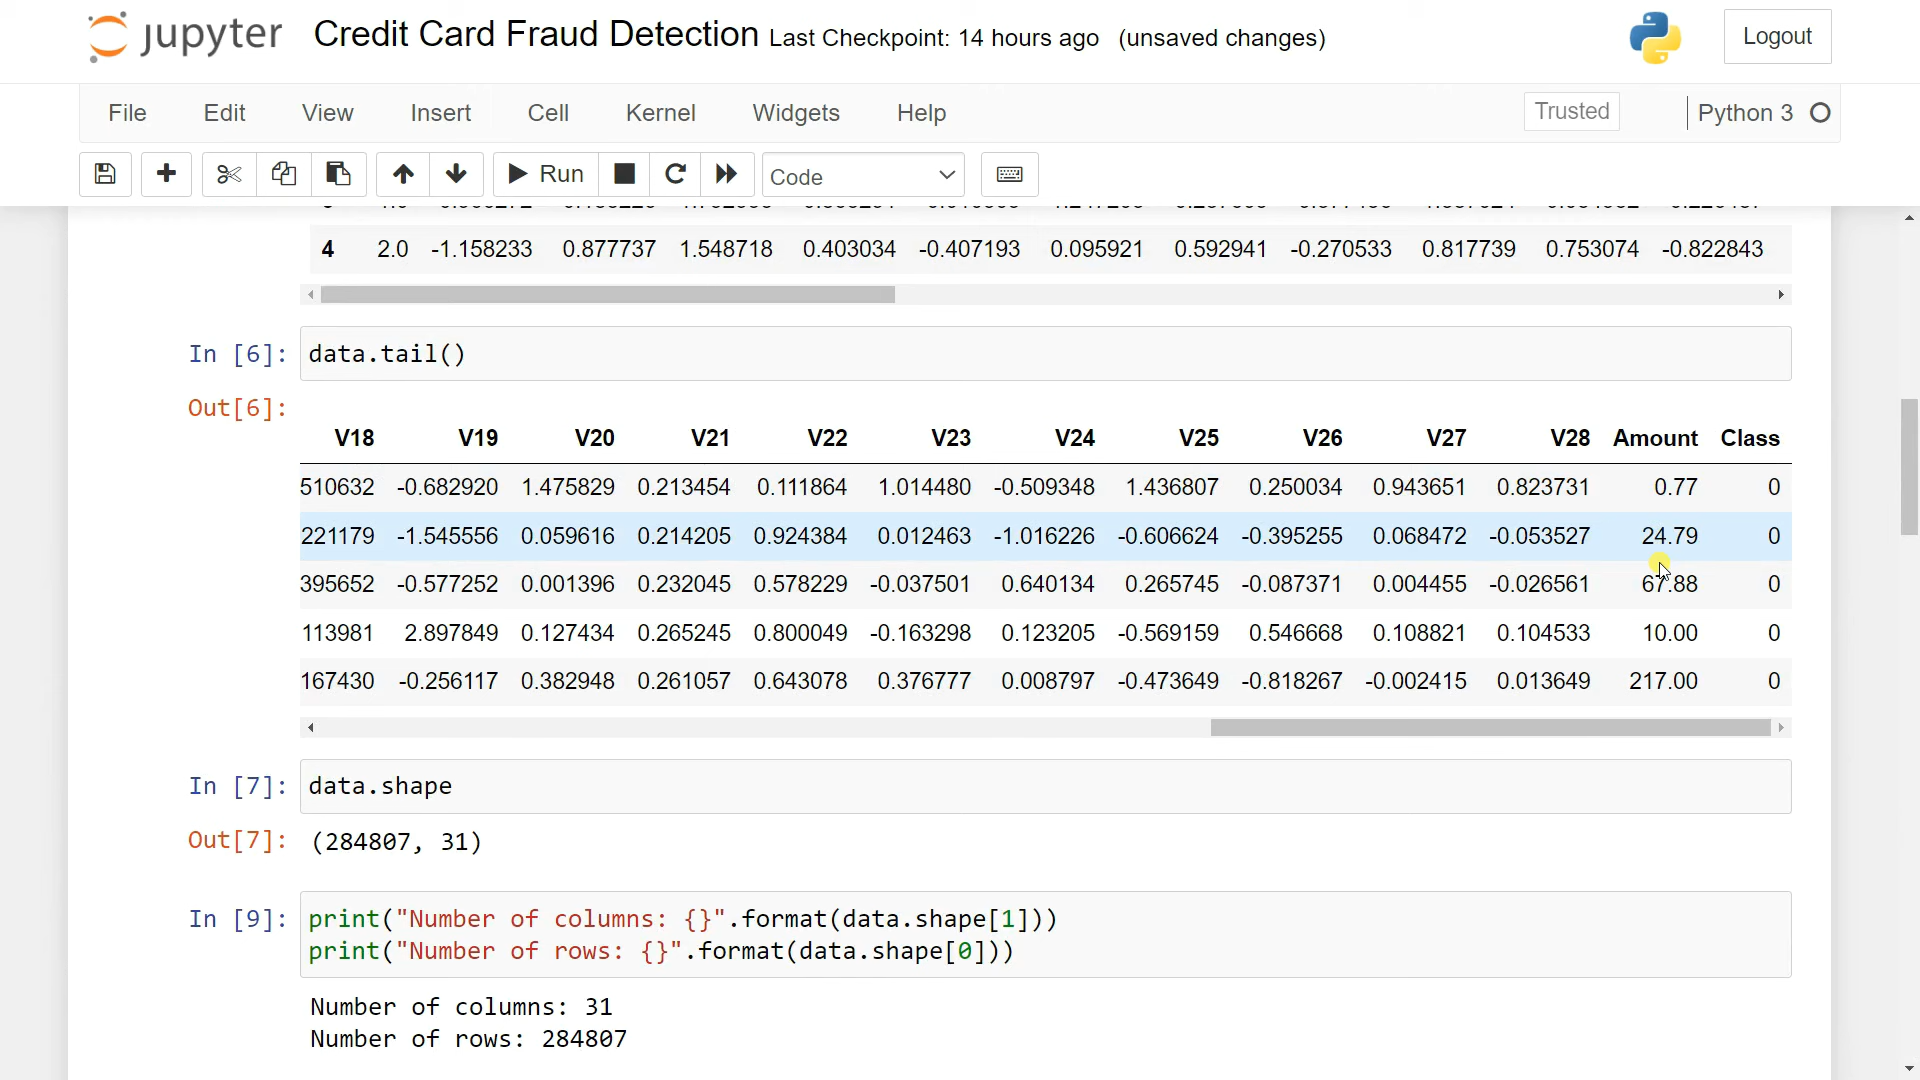 jupyter Credit Card Fraud Detection Last Checkpoint: 14 hours ago (unsaved changes) Logout
File Edit View Insert Cell Kernel Widgets Help Trusted Python 3
Run Code
4 2.0 -1.158233 0.877737 1.548718 0.403034 -0.407193 0.095921 0.592941 -0.270533 0.817739 0.753074 -0.822843
In [6]: data.tail()
Out[6]:
V18 V19 V20 V21 V22 V23 V24 V25 V26 V27 V28 Amount Class
510632 -0.682920 1.475829 0.213454 0.111864 1.014480 -0.509348 1.436807 0.250034 0.943651 0.823731 0.77 0
221179 -1.545556 0.059616 0.214205 0.924384 0.012463 -1.016226 -0.606624 -0.395255 0.068472 -0.053527 24.79 0
395652 -0.577252 0.001396 0.232045 0.578229 -0.037501 0.640134 0.265745 -0.087371 0.004455 -0.026561 67.88 0
113981 2.897849 0.127434 0.265245 0.800049 -0.163298 0.123205 -0.569159 0.546668 0.108821 0.104533 10.00 0
167430 -0.256117 0.382948 0.261057 0.643078 0.376777 0.008797 -0.473649 -0.818267 -0.002415 0.013649 217.00 0
In [7]: data.shape
Out[7]: (284807, 31)
In [9]: print("Number of columns: {}".format(data.shape[1]))
print("Number of rows: {}".format(data.shape[0]))
Number of columns: 31
Number of rows: 284807